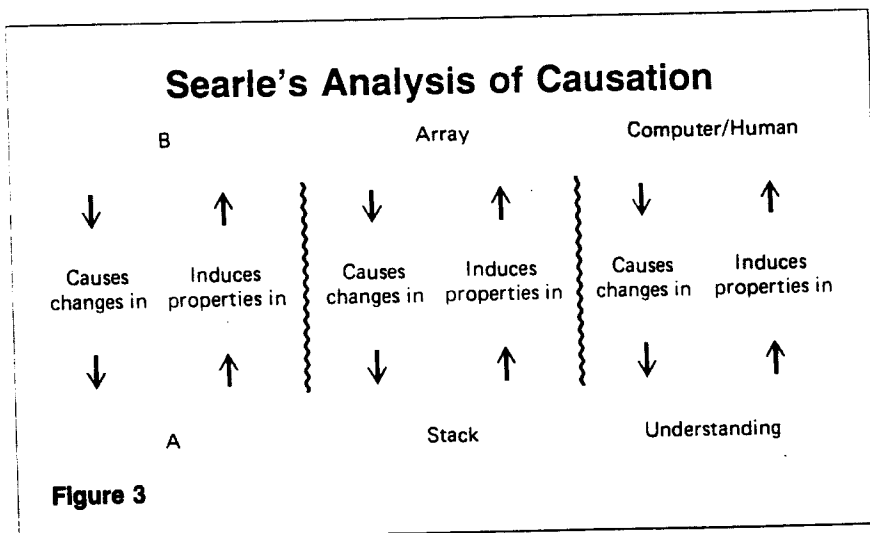 Searle's Analysis of Causation
B
Array
Computer/Human
Causes
changes in
Induces
properties in
Causes
changes in
Induces
properties in
Causes
changes in
Induces
properties in
A
Stack
Understanding
Figure 3